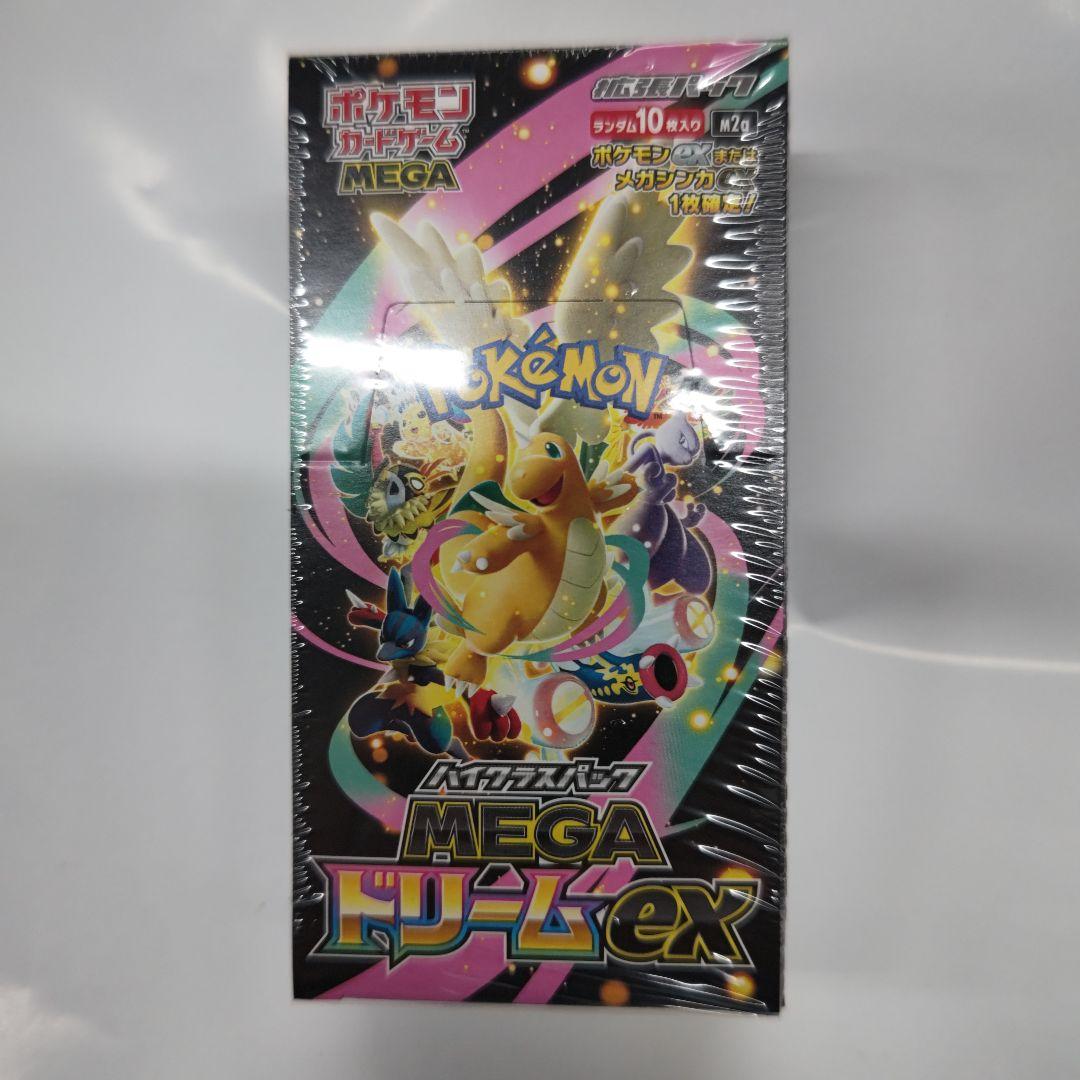 ポケモン
カードゲーム
MEGA
拡張パック
ランダム10枚入り M2a
ポケモンexまたは
メガシンカex
1枚確定!
POKÉMON
TM
ハイクラスパック
MEGA
ドリームex